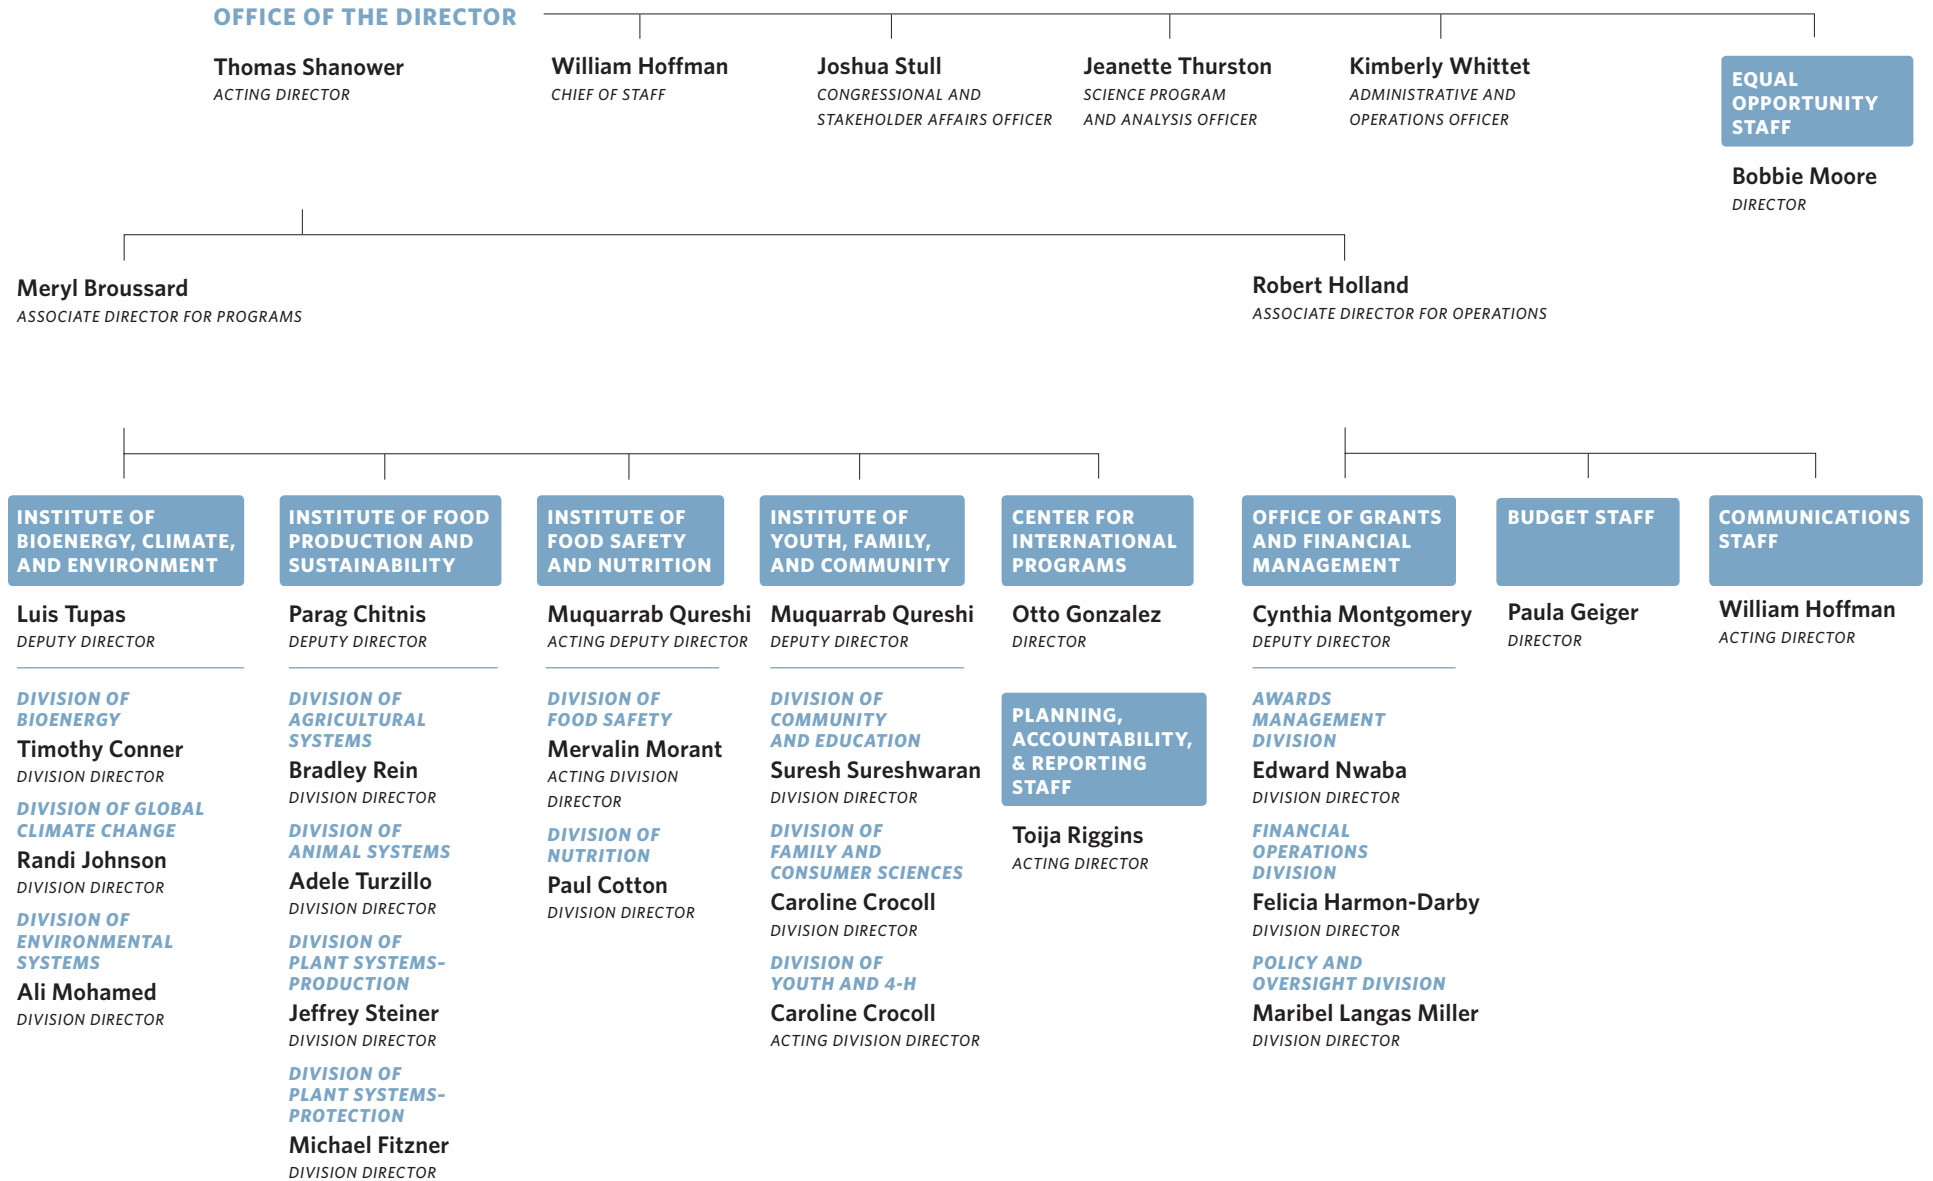 OFFICE OF THE DIRECTOR
Thomas Shanower
ACTING DIRECTOR
William Hoffman
CHIEF OF STAFF
Joshua Stull
CONGRESSIONAL AND
STAKEHOLDER AFFAIRS OFFICER
Jeanette Thurston
SCIENCE PROGRAM
AND ANALYSIS OFFICER
Kimberly Whittet
ADMINISTRATIVE AND
OPERATIONS OFFICER
EQUAL
OPPORTUNITY
STAFF
Bobbie Moore
DIRECTOR
Meryl Broussard
ASSOCIATE DIRECTOR FOR PROGRAMS
Robert Holland
ASSOCIATE DIRECTOR FOR OPERATIONS
INSTITUTE OF
BIOENERGY, CLIMATE,
AND ENVIRONMENT
Luis Tupas
DEPUTY DIRECTOR
DIVISION OF
BIOENERGY
Timothy Conner
DIVISION DIRECTOR
DIVISION OF GLOBAL
CLIMATE CHANGE
Randi Johnson
DIVISION DIRECTOR
DIVISION OF
ENVIRONMENTAL
SYSTEMS
Ali Mohamed
DIVISION DIRECTOR
INSTITUTE OF FOOD
PRODUCTION AND
SUSTAINABILITY
Parag Chitnis
DEPUTY DIRECTOR
DIVISION OF
AGRICULTURAL
SYSTEMS
Bradley Rein
DIVISION DIRECTOR
DIVISION OF
ANIMAL SYSTEMS
Adele Turzillo
DIVISION DIRECTOR
DIVISION OF
PLANT SYSTEMS–
PRODUCTION
Jeffrey Steiner
DIVISION DIRECTOR
DIVISION OF
PLANT SYSTEMS–
PROTECTION
Michael Fitzner
DIVISION DIRECTOR
INSTITUTE OF
FOOD SAFETY
AND NUTRITION
Muquarrab Qureshi
ACTING DEPUTY DIRECTOR
DIVISION OF
FOOD SAFETY
Mervalin Morant
ACTING DIVISION
DIRECTOR
DIVISION OF
NUTRITION
Paul Cotton
DIVISION DIRECTOR
INSTITUTE OF
YOUTH, FAMILY,
AND COMMUNITY
Muquarrab Qureshi
DEPUTY DIRECTOR
DIVISION OF
COMMUNITY
AND EDUCATION
Suresh Sureshwaran
DIVISION DIRECTOR
DIVISION OF
FAMILY AND
CONSUMER SCIENCES
Caroline Crocoll
DIVISION DIRECTOR
DIVISION OF
YOUTH AND 4-H
Caroline Crocoll
ACTING DIVISION DIRECTOR
CENTER FOR
INTERNATIONAL
PROGRAMS
Otto Gonzalez
DIRECTOR
PLANNING,
ACCOUNTABILITY,
& REPORTING
STAFF
Toija Riggins
ACTING DIRECTOR
OFFICE OF GRANTS
AND FINANCIAL
MANAGEMENT
Cynthia Montgomery
DEPUTY DIRECTOR
AWARDS
MANAGEMENT
DIVISION
Edward Nwaba
DIVISION DIRECTOR
FINANCIAL
OPERATIONS
DIVISION
Felicia Harmon-Darby
DIVISION DIRECTOR
POLICY AND
OVERSIGHT DIVISION
Maribel Langas Miller
DIVISION DIRECTOR
BUDGET STAFF
Paula Geiger
DIRECTOR
COMMUNICATIONS
STAFF
William Hoffman
ACTING DIRECTOR